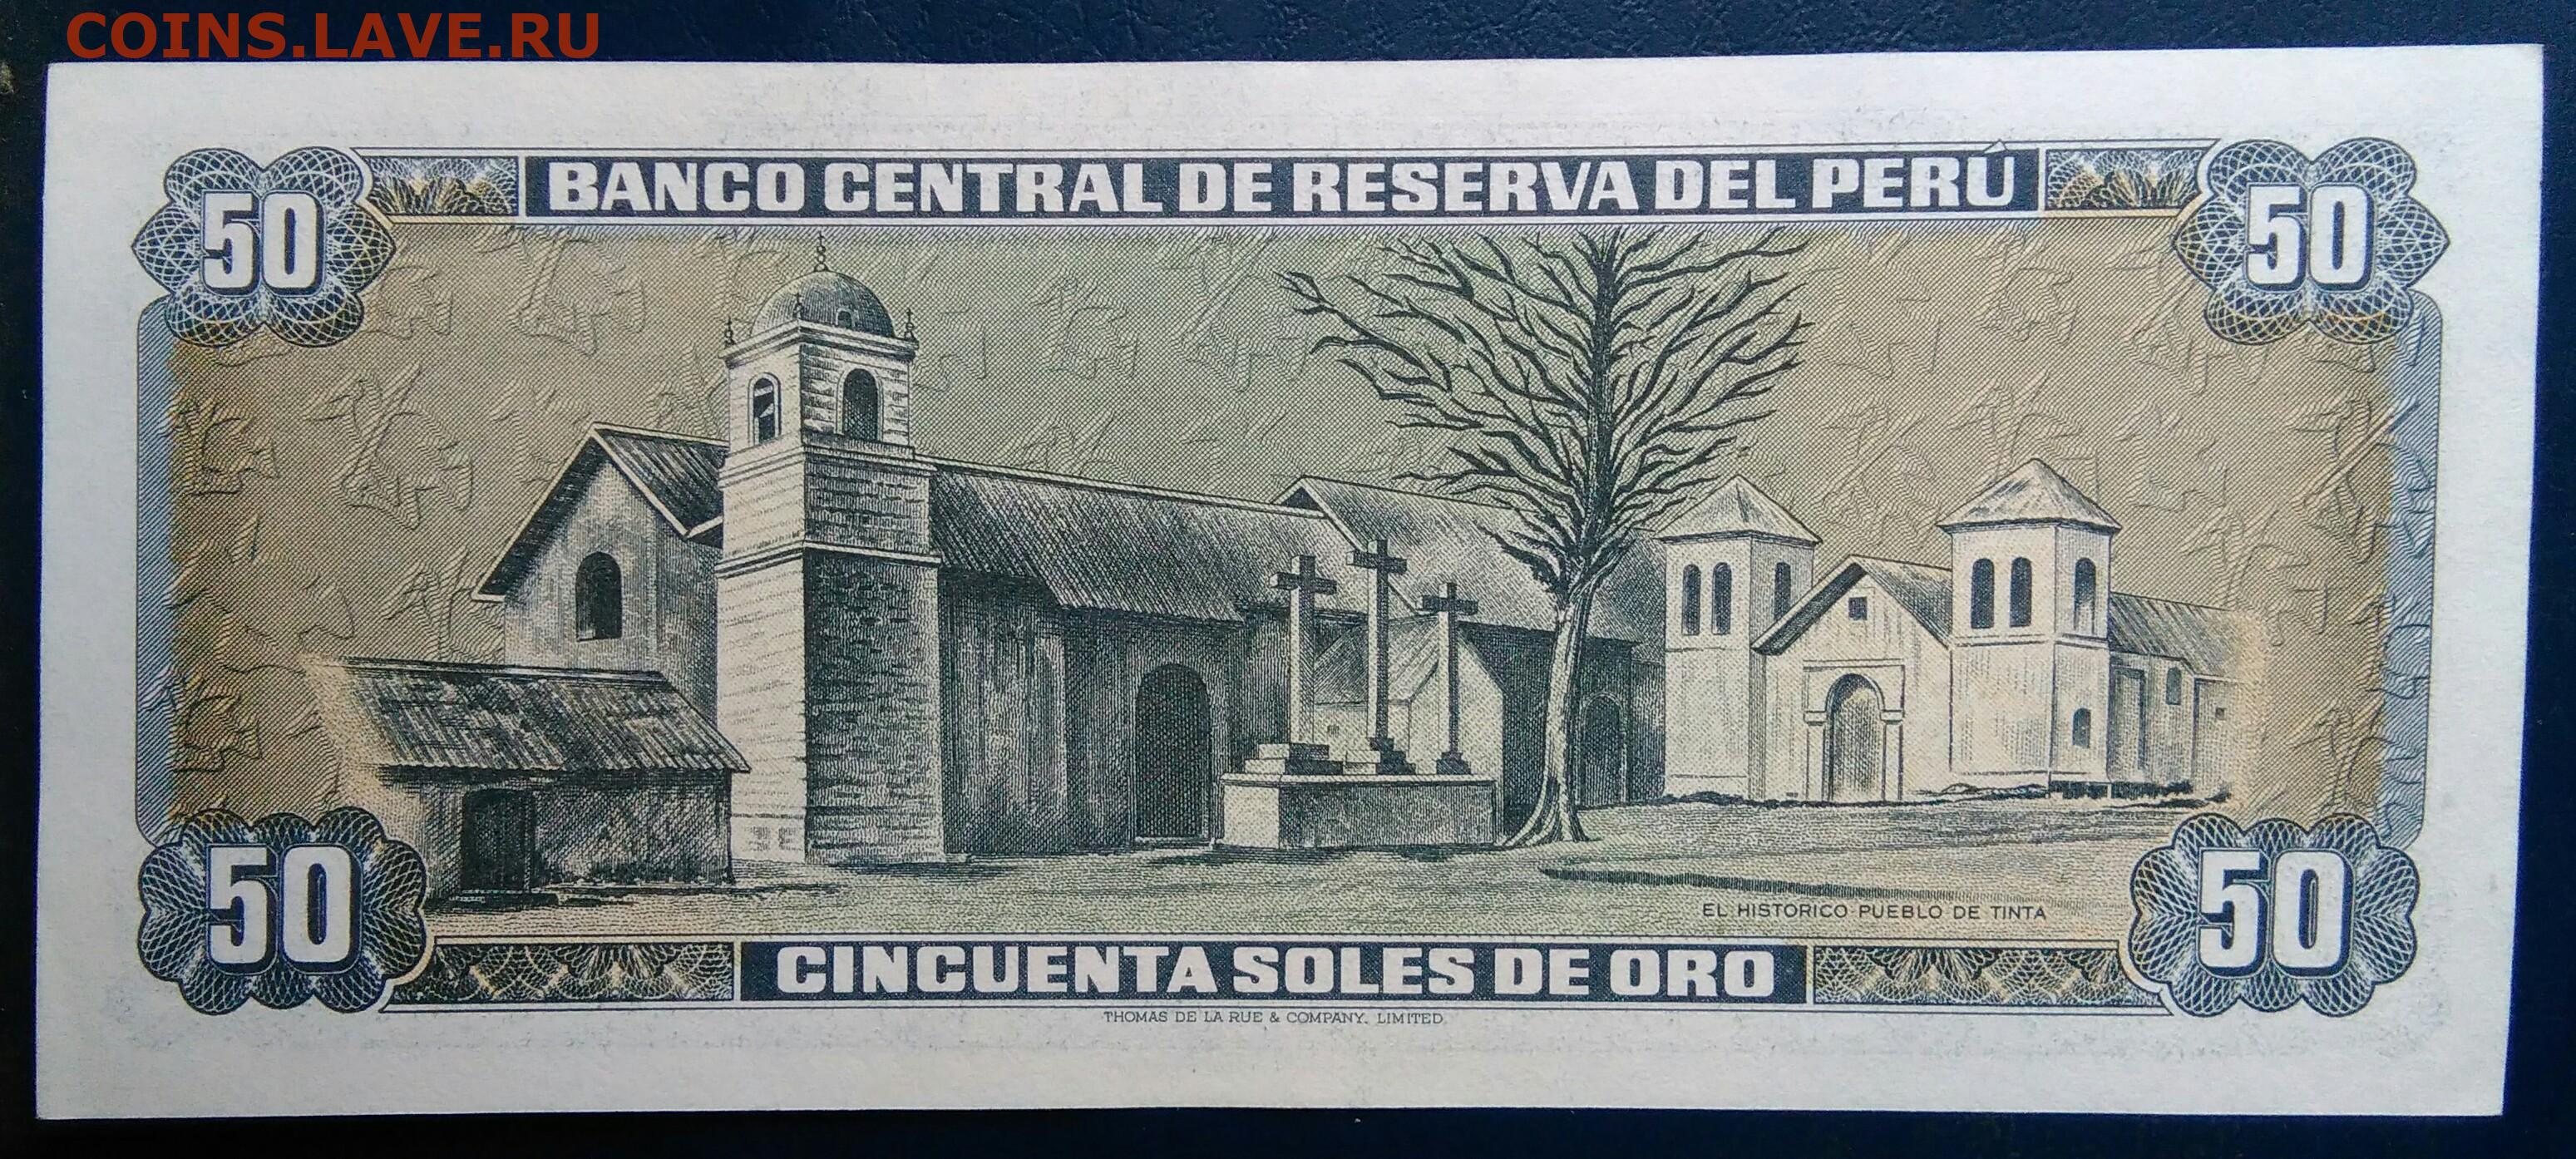 COINS.LAVE.RU
50 BANCO CENTRAL DE RESERVA DEL PERÚ 50
EL HISTORICO PUEBLO DE TINTA
50 CINCUENTA SOLES DE ORO 50
THOMAS DE LA RUE & COMPANY, LIMITED.